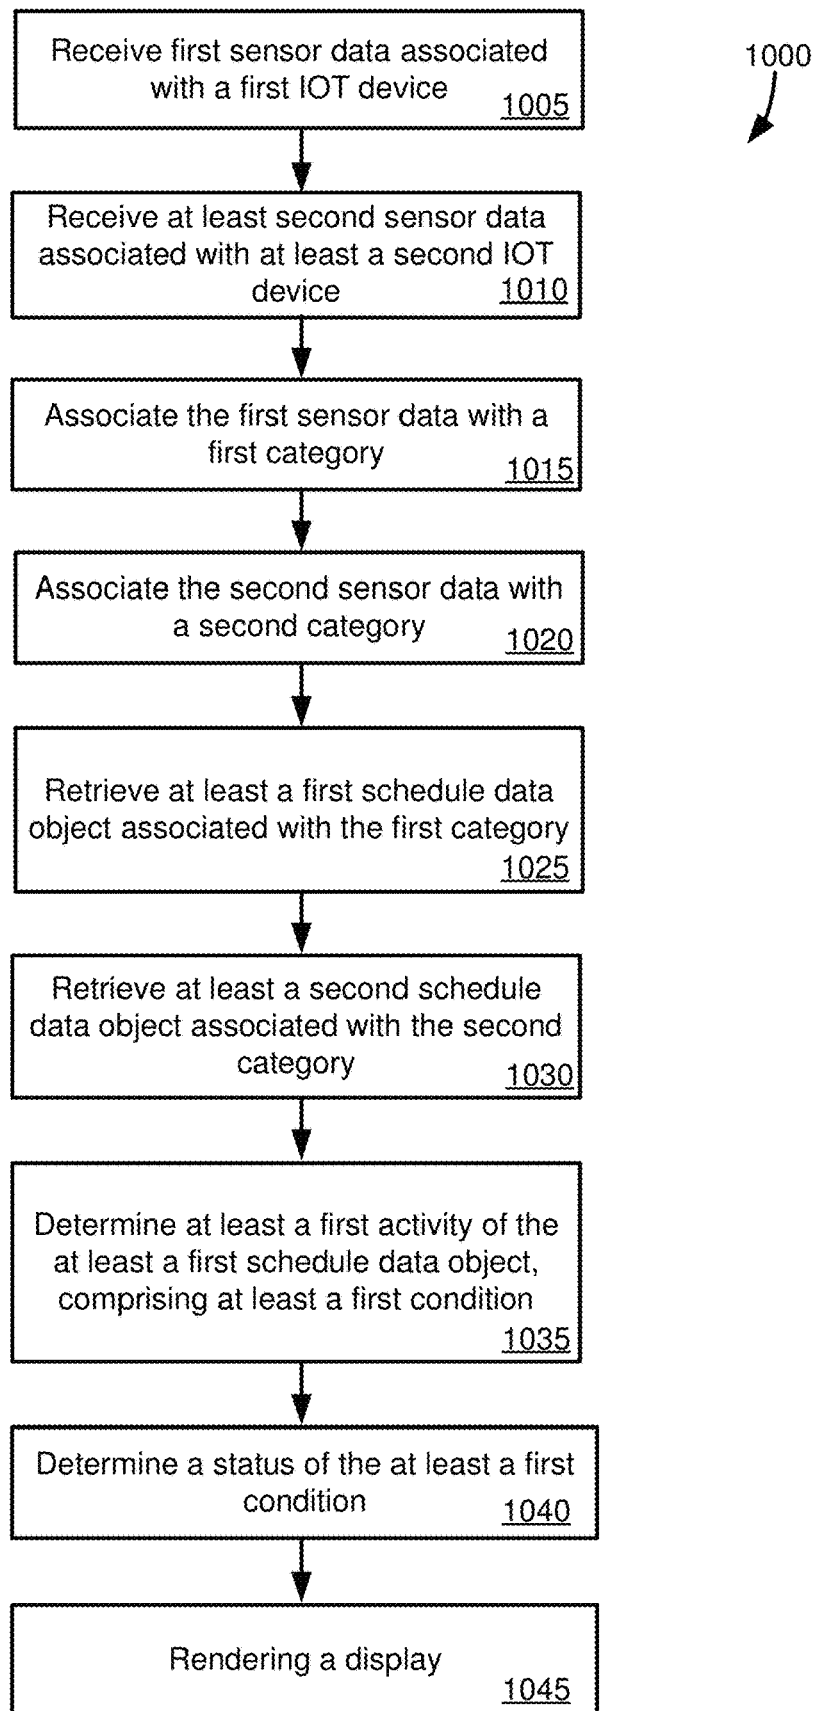 Receive first sensor data associated
with a first IOT device
1005
1000
Receive at least second sensor data
associated with at least a second IOT
device
1010
Associate the first sensor data with a
first category
1015
Associate the second sensor data with
a second category
1020
Retrieve at least a first schedule data
object associated with the first category
1025
Retrieve at least a second schedule
data object associated with the second
category
1030
Determine at least a first activity of the
at least a first schedule data object,
comprising at least a first condition
1035
Determine a status of the at least a first
condition
1040
Rendering a display
1045